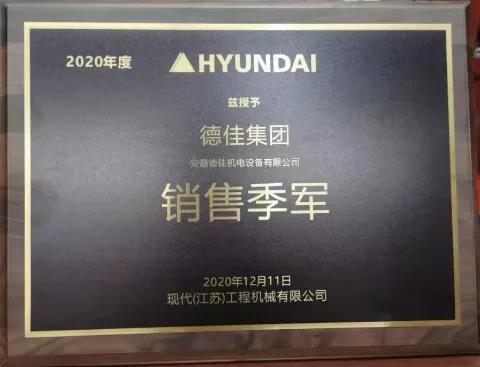 2020年度
HYUNDAI
兹授予
德佳集团
安徽德佳机电设备有限公司
销售季军
2020年12月11日
现代(江苏)工程机械有限公司